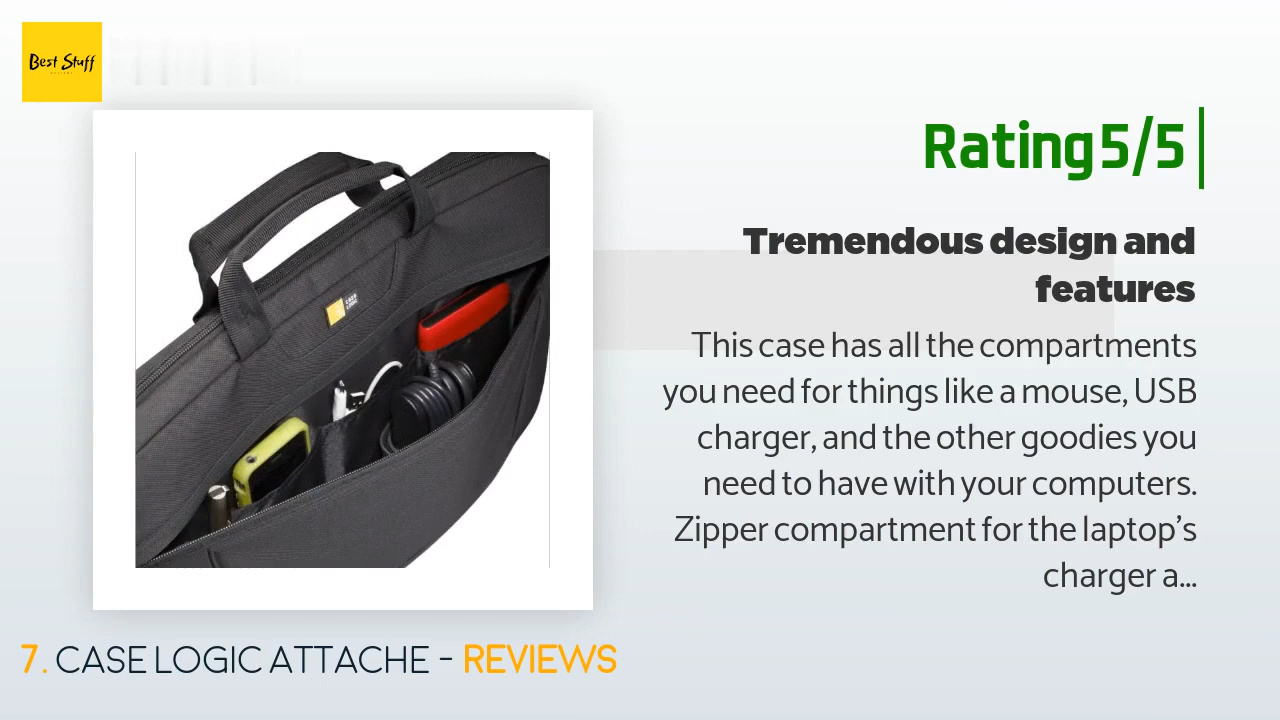 Best Stuff
Rating 5/5
Tremendous design and
features
This case has all the compartments
you need for things like a mouse, USB
charger, and the other goodies you
need to have with your computers.
Zipper compartment for the laptop's
charger a...
CASE
LOGIC
7. CASE LOGIC ATTACHE - REVIEWS